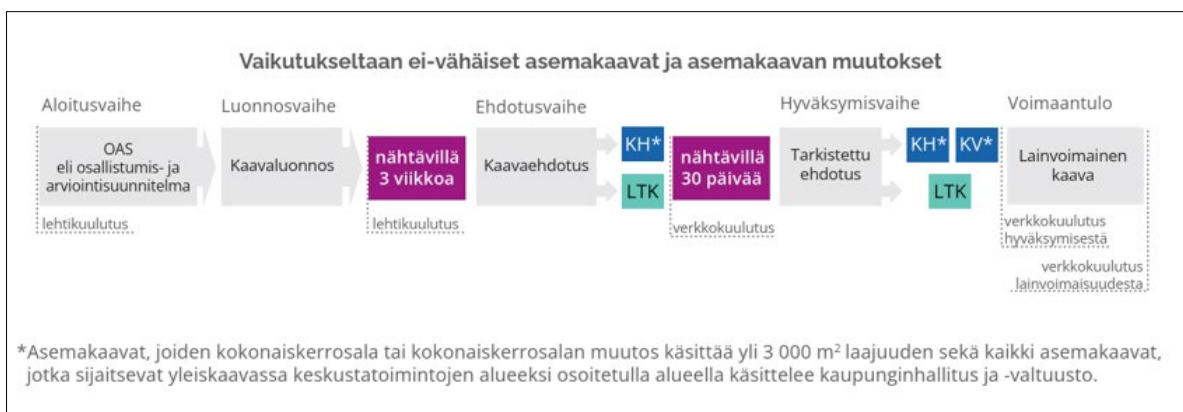 Vaikutukseltaan ei-vähäiset asemakaavat ja asemakaavan muutokset
Aloitusvaihe
OAS
eli osallistumis- ja
arviointisuunnitelma
lehtikuulutus
Luonnosvaihe
Kaavaluonnos
nähtävillä
3 viikkoa
lehtikuulutus
Ehdotusvaihe
Kaavaehdotus
KH*
LTK
nähtävillä
30 päivää
verkkokuulutus
Hyväksymisvaihe
Tarkistettu
ehdotus
KH*
KV*
LTK
Voimaantulo
Lainvoimainen
kaava
verkkokuulutus
hyväksymisestä
verkkokuulutus
lainvoimaisuudesta
*Asemakaavat, joiden kokonaiskerrosala tai kokonaiskerrosalan muutos käsittää yli 3 000 m² laajuuden sekä kaikki asemakaavat,
jotka sijaitsevat yleiskaavassa keskustatoimintojen alueeksi osoitetulla alueella käsittelee kaupunginhallitus ja -valtuusto.